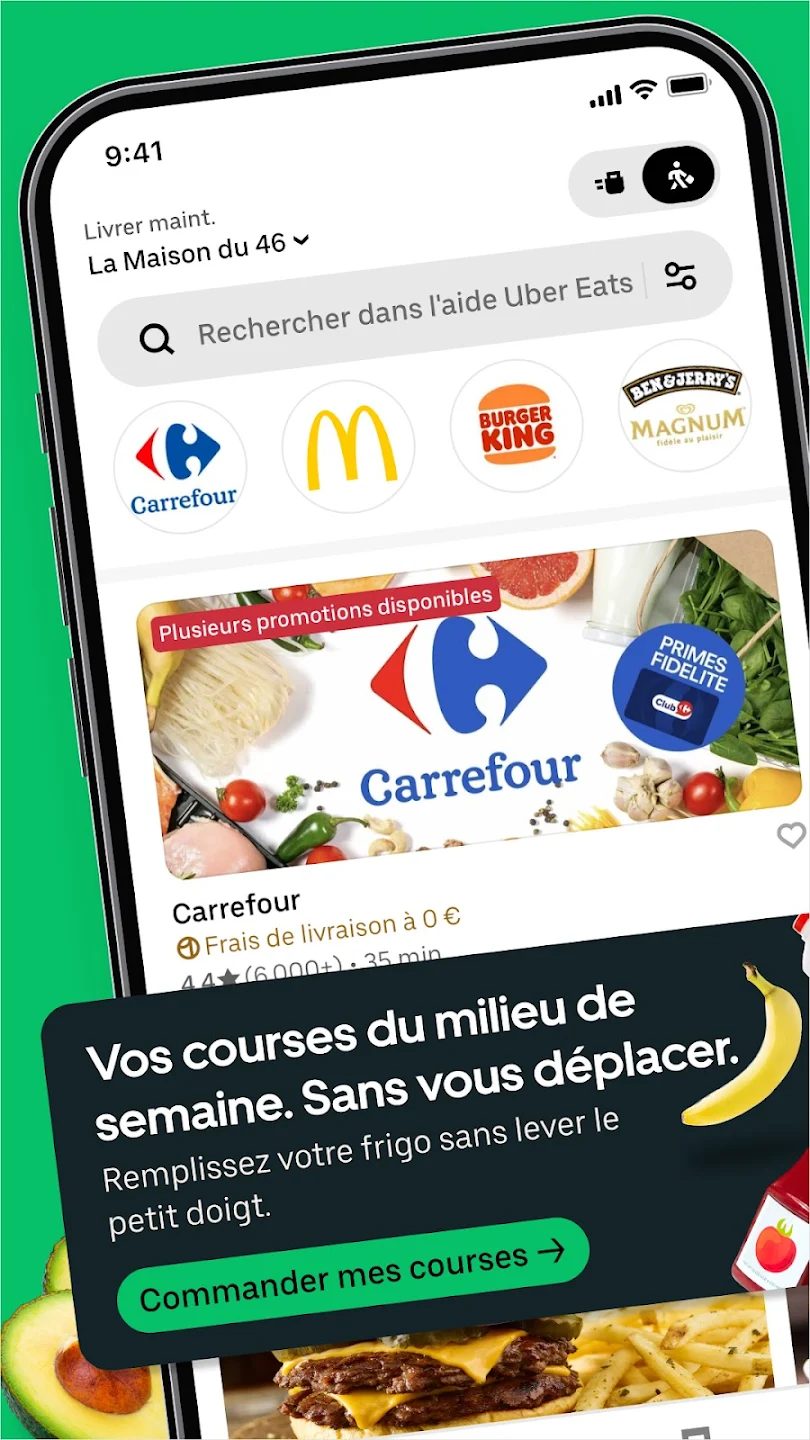 9:41
Livrer maint.
La Maison du 46
Rechercher dans l'aide Uber Eats
Carrefour
BURGER
KING
BEN & JERRY'S
MAGNUM
fidèle au plaisir
Plusieurs promotions disponibles
PRIMES
FIDELITE
Club
Carrefour
Carrefour
Frais de livraison à 0 €
4,4★ (6 000+) • 35 min
Vos courses du milieu de
semaine. Sans vous déplacer.
Remplissez votre frigo sans lever le
petit doigt.
Commander mes courses →